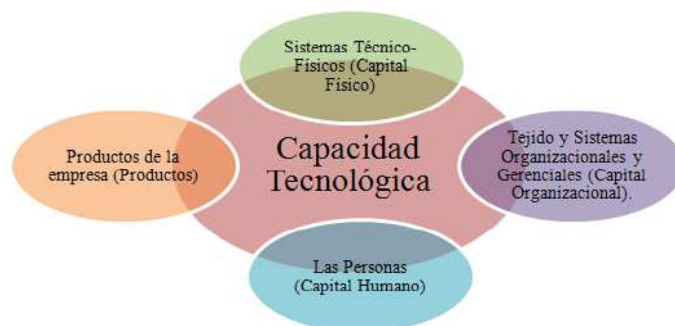 Sistemas Técnico-
Físicos (Capital
Físico)
Productos de la
empresa (Productos)
Capacidad
Tecnológica
Tejido y Sistemas
Organizacionales y
Gerenciales (Capital
Organizacional).
Las Personas
(Capital Humano)